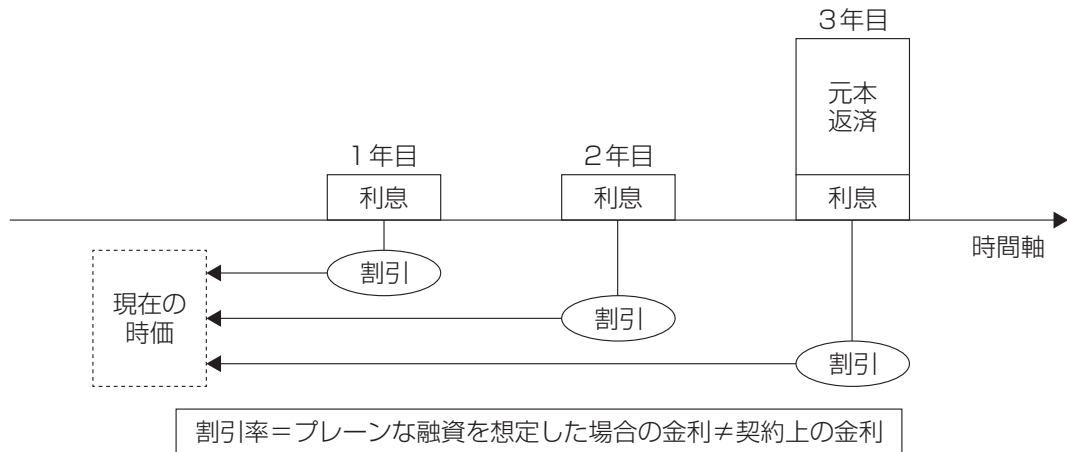 3年目
元本
返済
1年目
2年目
利息
利息
利息
時間軸
割引
現在の
時価
割引
割引
割引率=プレーンな融資を想定した場合の金利≠契約上の金利